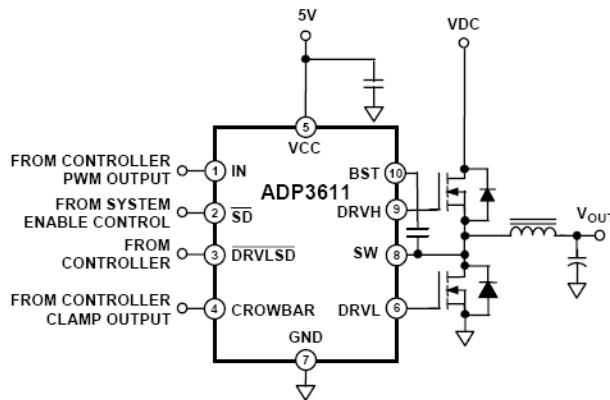 5V
VDC
5
VCC
FROM CONTROLLER
PWM OUTPUT
1
IN
ADP3611
BST
10
FROM SYSTEM
ENABLE CONTROL
2
SD
DRVH
9
FROM
CONTROLLER
3
DRVLSD
SW
8
VOUT
FROM CONTROLLER
CLAMP OUTPUT
4
CROWBAR
DRVL
6
GND
7